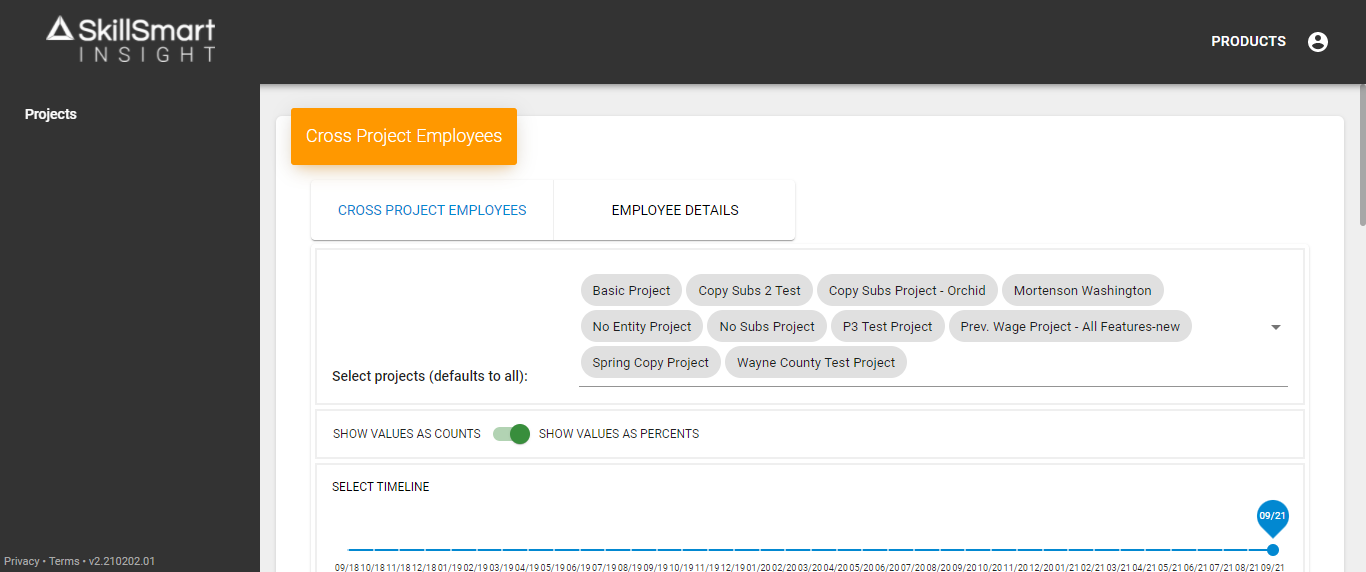 SkillSmart
INSIGHT
PRODUCTS
Projects
Cross Project Employees
CROSS PROJECT EMPLOYEES
EMPLOYEE DETAILS
Basic Project
Copy Subs 2 Test
Copy Subs Project - Orchid
Mortenson Washington
No Entity Project
No Subs Project
P3 Test Project
Prev. Wage Project - All Features-new
Spring Copy Project
Wayne County Test Project
Select projects (defaults to all):
SHOW VALUES AS COUNTS
SHOW VALUES AS PERCENTS
SELECT TIMELINE
09/21
09/18 10/18 11/18 12/18 01/19 02/19 03/19 04/19 05/19 06/19 07/19 08/19 09/19 10/19 11/19 12/19 01/20 02/20 03/20 04/20 05/20 06/20 07/20 08/20 09/20 10/20 11/20 12/20 01/21 02/21 03/21 04/21 05/21 06/21 07/21 08/21 09/21
Privacy • Terms • v2.210202.01